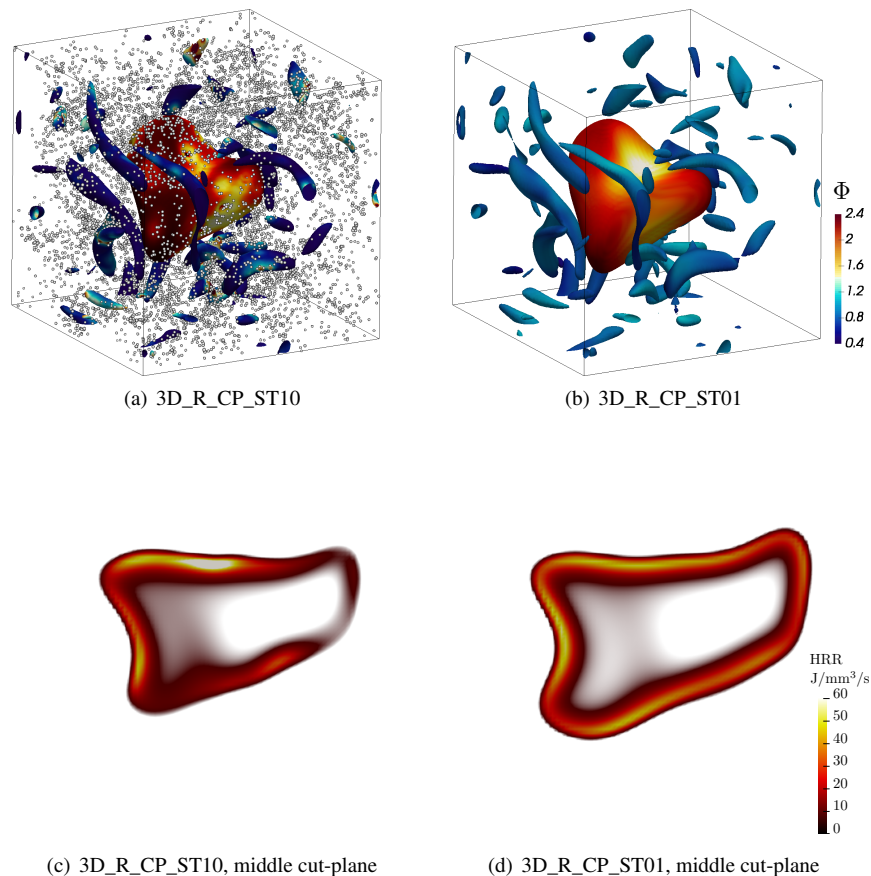 Φ
2.4
2
1.6
1.2
0.8
0.4
(a) 3D_R_CP_ST10
(b) 3D_R_CP_ST01
HRR
J/mm³/s
60
50
40
30
20
10
0
(c) 3D_R_CP_ST10, middle cut-plane
(d) 3D_R_CP_ST01, middle cut-plane